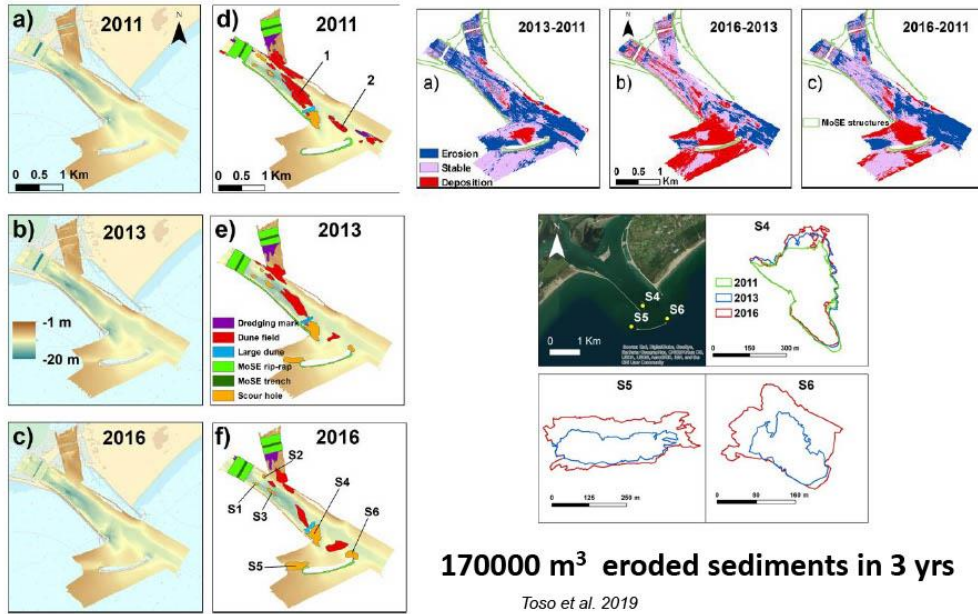 a) 2011
N
0 0.5 1 Km
d) 2011
1
2
0 0.5 1 Km
2013-2011
a)
Erosion
Stable
Deposition
N
2016-2013
b)
0 0.5 1
Km
2016-2011
c)
MoSE structures
b) 2013
-1 m
-20 m
e) 2013
Dredging mark
Dune field
Large dune
MoSE rip-rap
MoSE trench
Scour hole
S4
S5
S6
0 1 Km
S4
2011
2013
2016
0 150 300 m
c) 2016
f) 2016
S2
S1
S3
S4
S6
S5
S5
0 125 250 m
S6
0 80 160 m
170000 m³ eroded sediments in 3 yrs
Toso et al. 2019